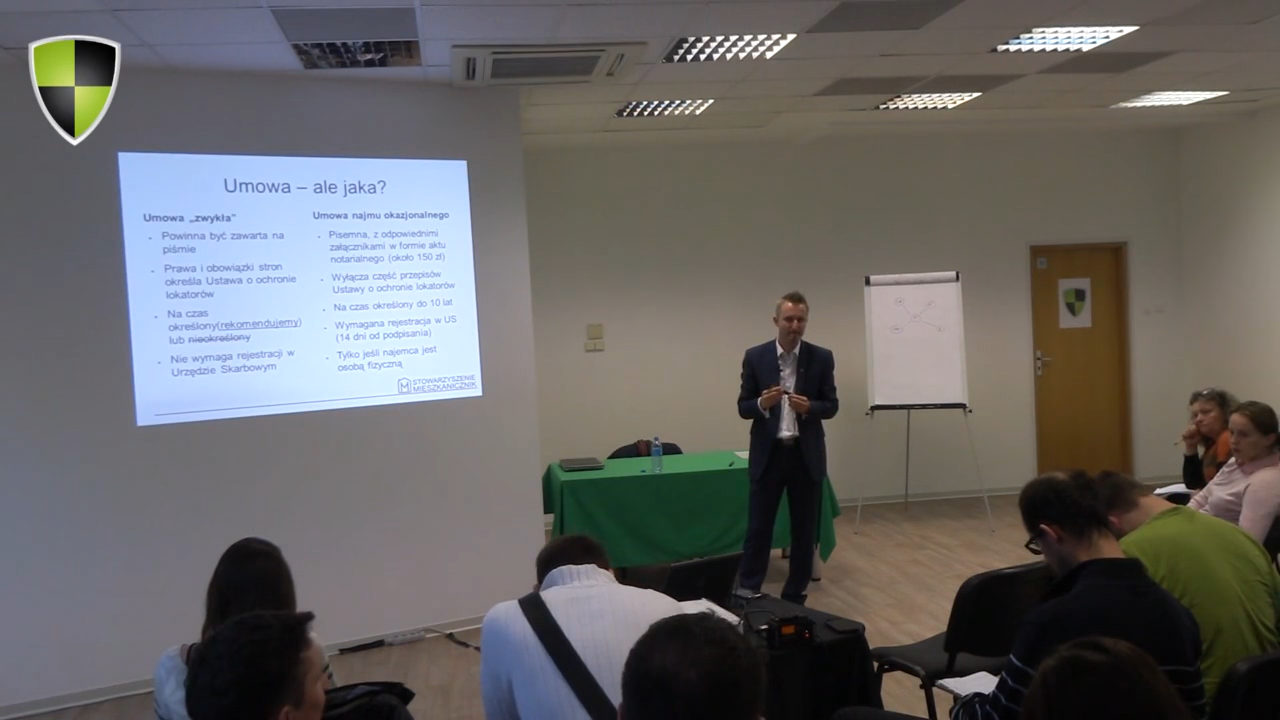 Umowa – ale jaka?
Umowa „zwykła"
Powinna być zawarta na
piśmie
Prawa i obowiązki stron
określa Ustawa o ochronie
lokatorów
Na czas
określony(rekomendujemy)
lub nieokreślony
Nie wymaga rejestracji w
Urzędzie Skarbowym
Umowa najmu okazjonalnego
Pisemna, z odpowiednimi
załącznikami w formie aktu
notarialnego (około 150 zł)
Wyłącza część przepisów
Ustawy o ochronie lokatorów
Na czas określony do 10 lat
Wymagana rejestracja w US
(14 dni od podpisania)
Tylko jeśli najemca jest
osobą fizyczną
STOWARZYSZENIE
MIESZKANICZNIK